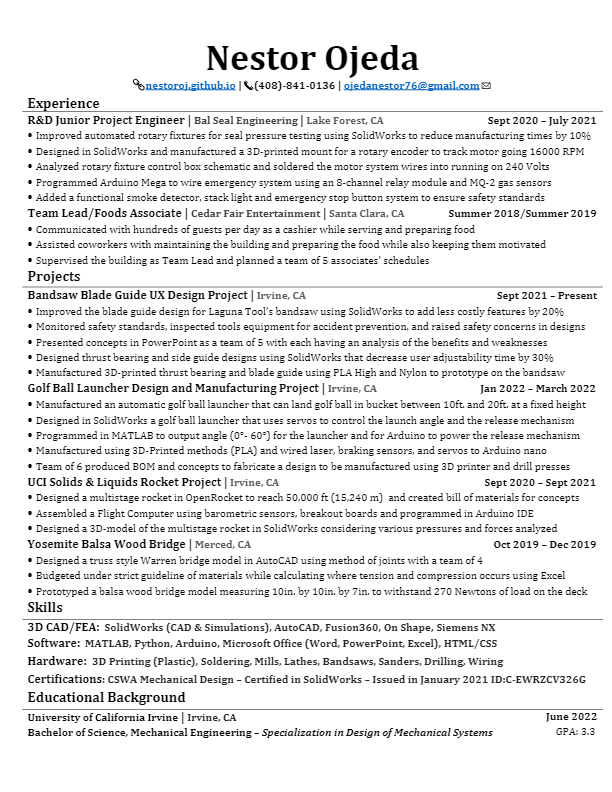 Nestor Ojeda
nestoroj.github.io | (408)-841-0136 | ojedanestor76@gmail.com
Experience
R&D Junior Project Engineer | Bal Seal Engineering | Lake Forest, CA Sept 2020 – July 2021
• Improved automated rotary fixtures for seal pressure testing using SolidWorks to reduce manufacturing times by 10%
• Designed in SolidWorks and manufactured a 3D-printed mount for a rotary encoder to track motor going 16000 RPM
• Analyzed rotary fixture control box schematic and soldered the motor system wires into running on 240 Volts
• Programmed Arduino Mega to wire emergency system using an 8-channel relay module and MQ-2 gas sensors
• Added a functional smoke detector, stack light and emergency stop button system to ensure safety standards
Team Lead/Foods Associate | Cedar Fair Entertainment | Santa Clara, CA Summer 2018/Summer 2019
• Communicated with hundreds of guests per day as a cashier while serving and preparing food
• Assisted coworkers with maintaining the building and preparing the food while also keeping them motivated
• Supervised the building as Team Lead and planned a team of 5 associates' schedules
Projects
Bandsaw Blade Guide UX Design Project | Irvine, CA Sept 2021 – Present
• Improved the blade guide design for Laguna Tool's bandsaw using SolidWorks to add less costly features by 20%
• Monitored safety standards, inspected tools equipment for accident prevention, and raised safety concerns in designs
• Presented concepts in PowerPoint as a team of 5 with each having an analysis of the benefits and weaknesses
• Designed thrust bearing and side guide designs using SolidWorks that decrease user adjustability time by 30%
• Manufactured 3D-printed thrust bearing and blade guide using PLA High and Nylon to prototype on the bandsaw
Golf Ball Launcher Design and Manufacturing Project | Irvine, CA Jan 2022 – March 2022
• Manufactured an automatic golf ball launcher that can land golf ball in bucket between 10ft. and 20ft. at a fixed height
• Designed in SolidWorks a golf ball launcher that uses servos to control the launch angle and the release mechanism
• Programmed in MATLAB to output angle (0°- 60°) for the launcher and for Arduino to power the release mechanism
• Manufactured using 3D-Printed methods (PLA) and wired laser, braking sensors, and servos to Arduino nano
• Team of 6 produced BOM and concepts to fabricate a design to be manufactured using 3D printer and drill presses
UCI Solids & Liquids Rocket Project | Irvine, CA Sept 2020 – Sept 2021
• Designed a multistage rocket in OpenRocket to reach 50,000 ft (15,240 m) and created bill of materials for concepts
• Assembled a Flight Computer using barometric sensors, breakout boards and programmed in Arduino IDE
• Designed a 3D-model of the multistage rocket in SolidWorks considering various pressures and forces analyzed
Yosemite Balsa Wood Bridge | Merced, CA Oct 2019 – Dec 2019
• Designed a truss style Warren bridge model in AutoCAD using method of joints with a team of 4
• Budgeted under strict guideline of materials while calculating where tension and compression occurs using Excel
• Prototyped a balsa wood bridge model measuring 10in. by 10in. by 7in. to withstand 270 Newtons of load on the deck
Skills
3D CAD/FEA: SolidWorks (CAD & Simulations), AutoCAD, Fusion360, On Shape, Siemens NX
Software: MATLAB, Python, Arduino, Microsoft Office (Word, PowerPoint, Excel), HTML/CSS
Hardware: 3D Printing (Plastic), Soldering, Mills, Lathes, Bandsaws, Sanders, Drilling, Wiring
Certifications: CSWA Mechanical Design – Certified in SolidWorks – Issued in January 2021 ID:C-EWRZCV326G
Educational Background
University of California Irvine | Irvine, CA June 2022
Bachelor of Science, Mechanical Engineering – Specialization in Design of Mechanical Systems GPA: 3.3